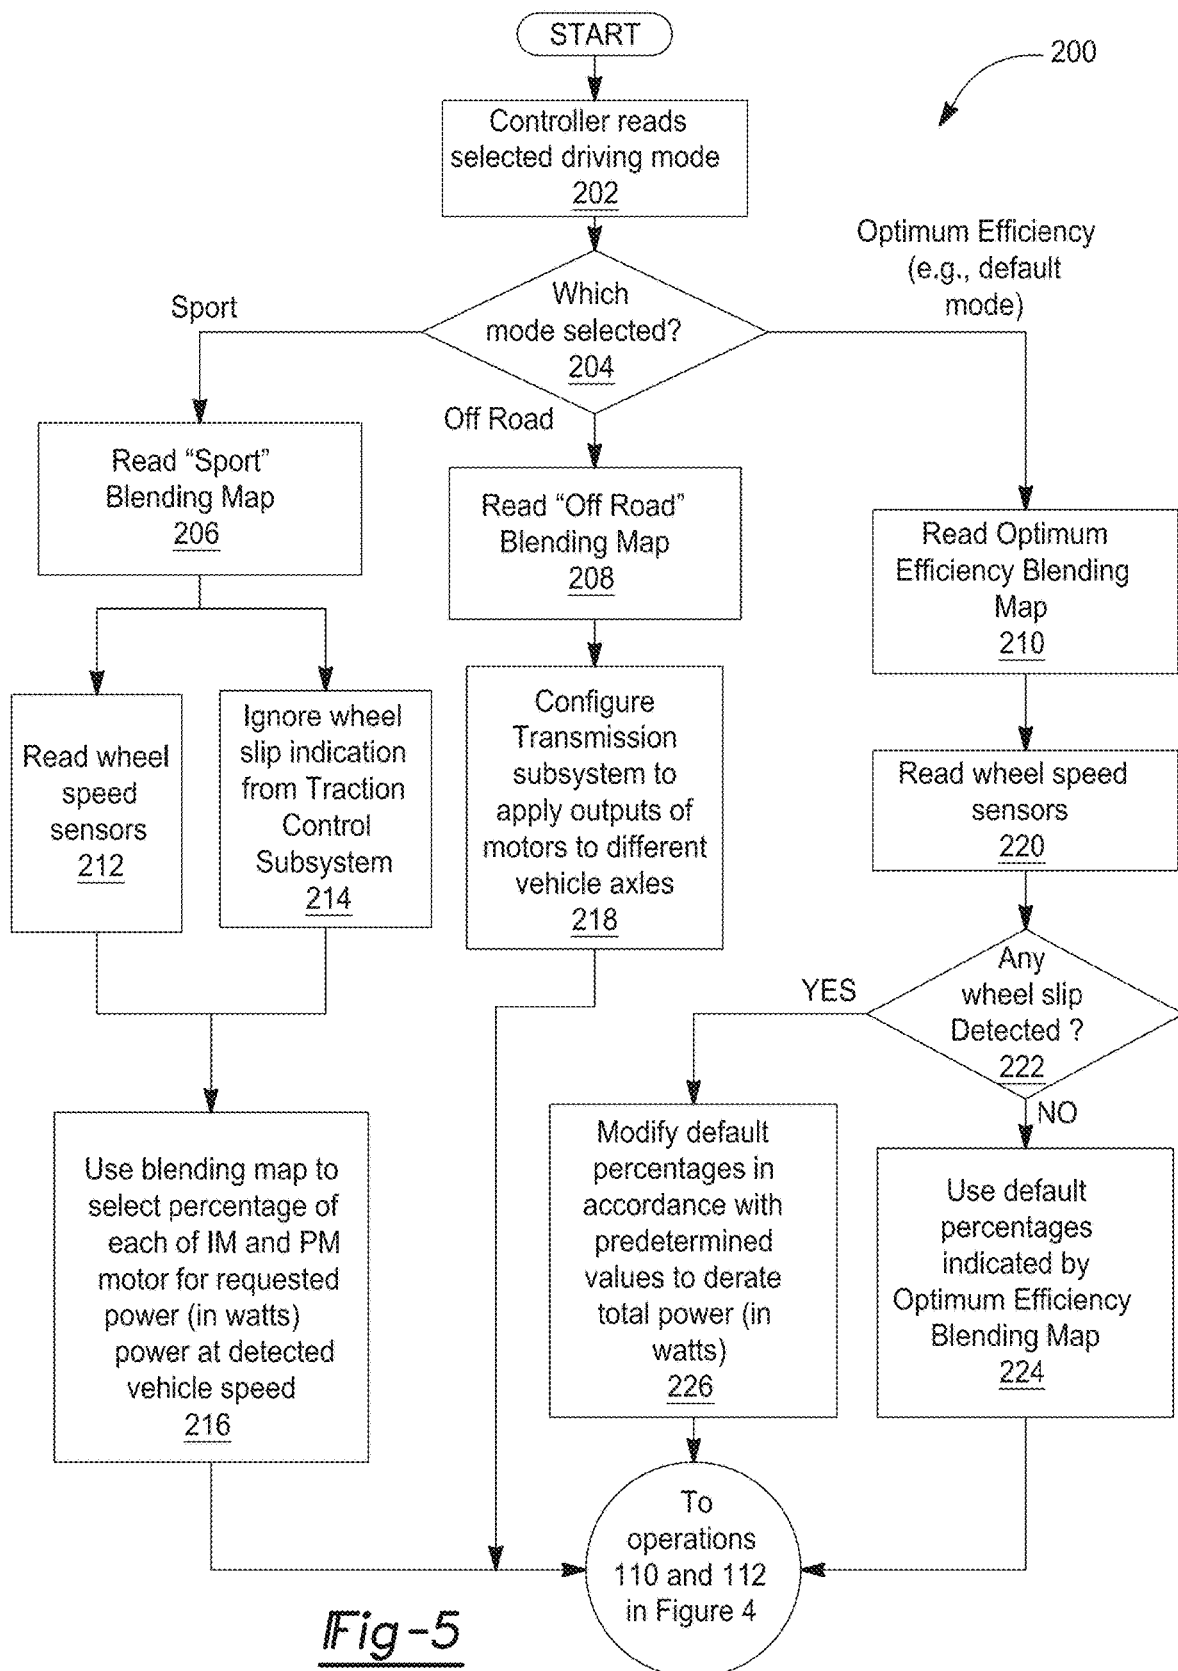 START
200
Controller reads
selected driving mode
202
Optimum Efficiency
(e.g., default
mode)
Sport
Which
mode selected?
204
Off Road
Read “Sport”
Blending Map
206
Read “Off Road”
Blending Map
208
Read Optimum
Efficiency Blending
Map
210
Read wheel
speed
sensors
212
Ignore wheel
slip indication
from Traction
Control
Subsystem
214
Configure
Transmission
subsystem to
apply outputs of
motors to different
vehicle axles
218
Read wheel speed
sensors
220
YES
Any
wheel slip
Detected ?
222
NO
Use blending map to
select percentage of
each of IM and PM
motor for requested
power (in watts)
power at detected
vehicle speed
216
Modify default
percentages in
accordance with
predetermined
values to derate
total power (in
watts)
226
Use default
percentages
indicated by
Optimum Efficiency
Blending Map
224
To
operations
110 and 112
in Figure 4
Fig-5